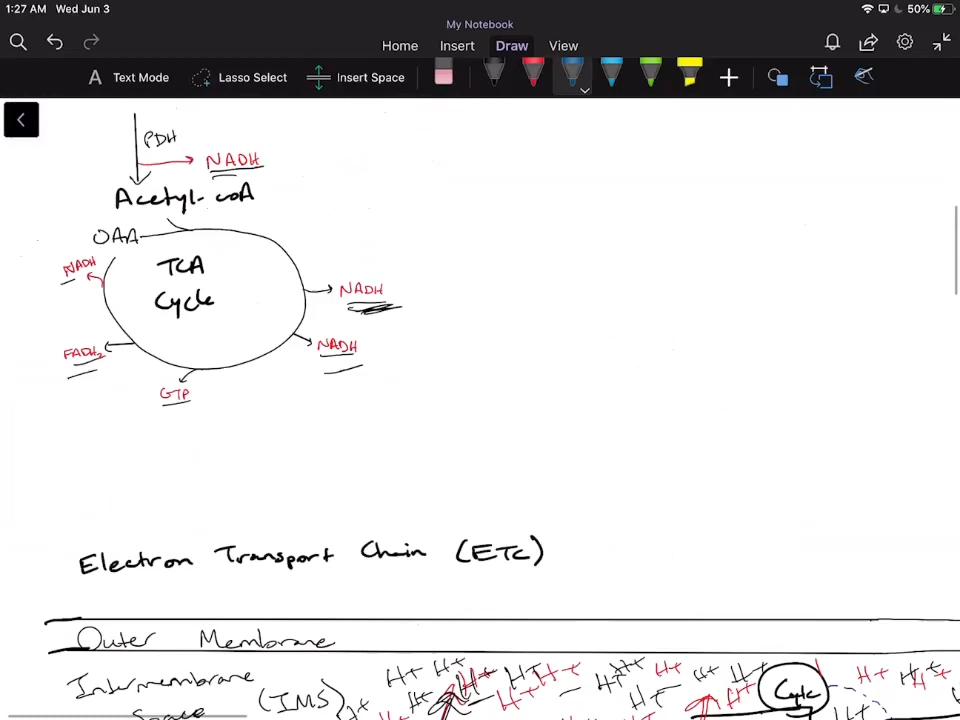 1:27 AM Wed Jun 3
50%
My Notebook
Home Insert Draw View
A Text Mode Lasso Select Insert Space
PDH
NADH
Acetyl-coA
OAA
NADH
TCA
Cycle
NADH
FADH₂
NADH
GTP
Electron Transport Chain (ETC)
Outer Membrane
Intermembrane
Space (IMS)
H+ H+ H+ H+ H+ H+ H+ H+ H+ H+ H+ H+
H+ H+ H+ H+ H+ H+
Cytc